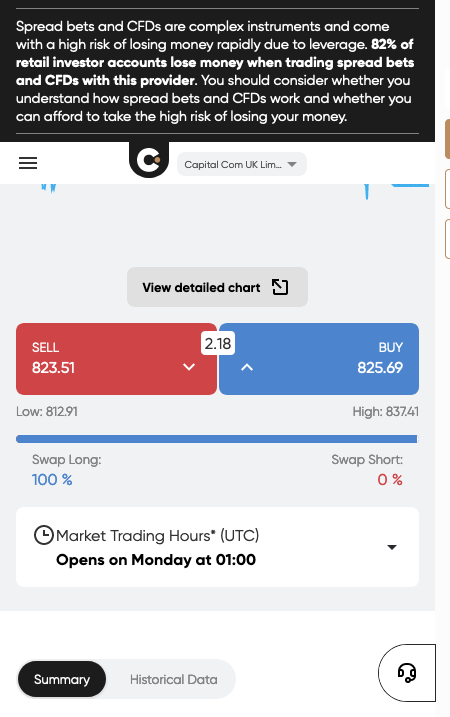 Spread bets and CFDs are complex instruments and come
with a high risk of losing money rapidly due to leverage. 82% of
retail investor accounts lose money when trading spread bets
and CFDs with this provider. You should consider whether you
understand how spread bets and CFDs work and whether you
can afford to take the high risk of losing your money.
Capital Com UK Lim...
View detailed chart
SELL
823.51
2.18
BUY
825.69
Low: 812.91
High: 837.41
Swap Long:
100 %
Swap Short:
0 %
Market Trading Hours* (UTC)
Opens on Monday at 01:00
Summary
Historical Data